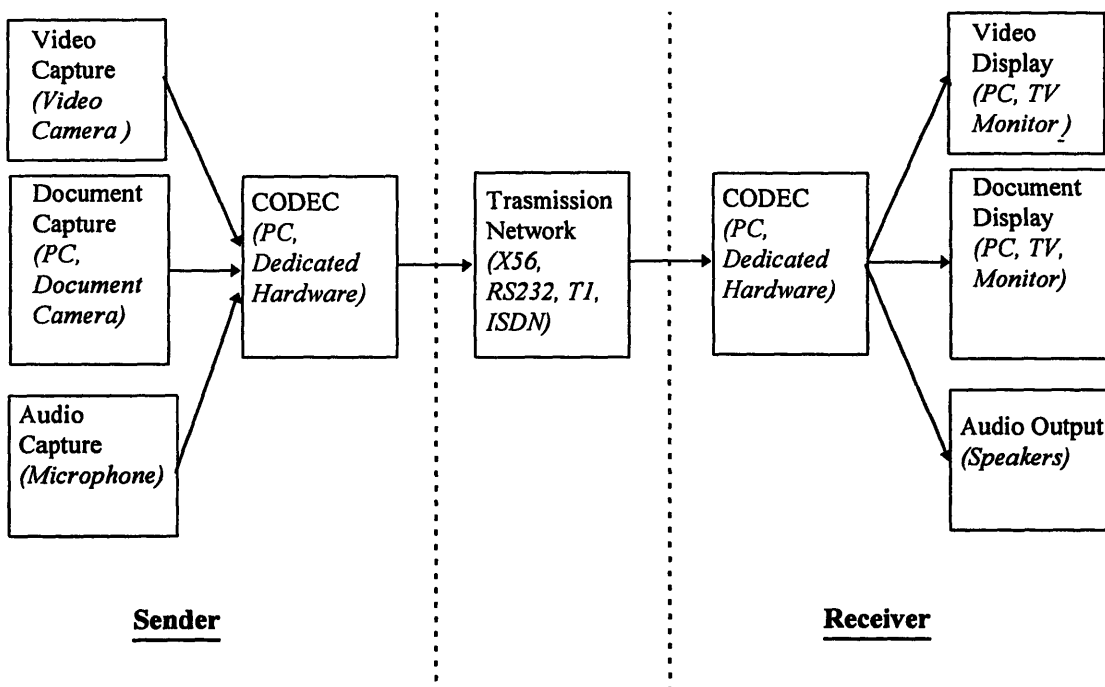 Video
Capture
(Video
Camera )
Document
Capture
(PC,
Document
Camera)
Audio
Capture
(Microphone)
CODEC
(PC,
Dedicated
Hardware)
Trasmission
Network
(X56,
RS232, T1,
ISDN)
CODEC
(PC,
Dedicated
Hardware)
Video
Display
(PC, TV
Monitor )
Document
Display
(PC, TV,
Monitor)
Audio Output
(Speakers)
Sender
Receiver